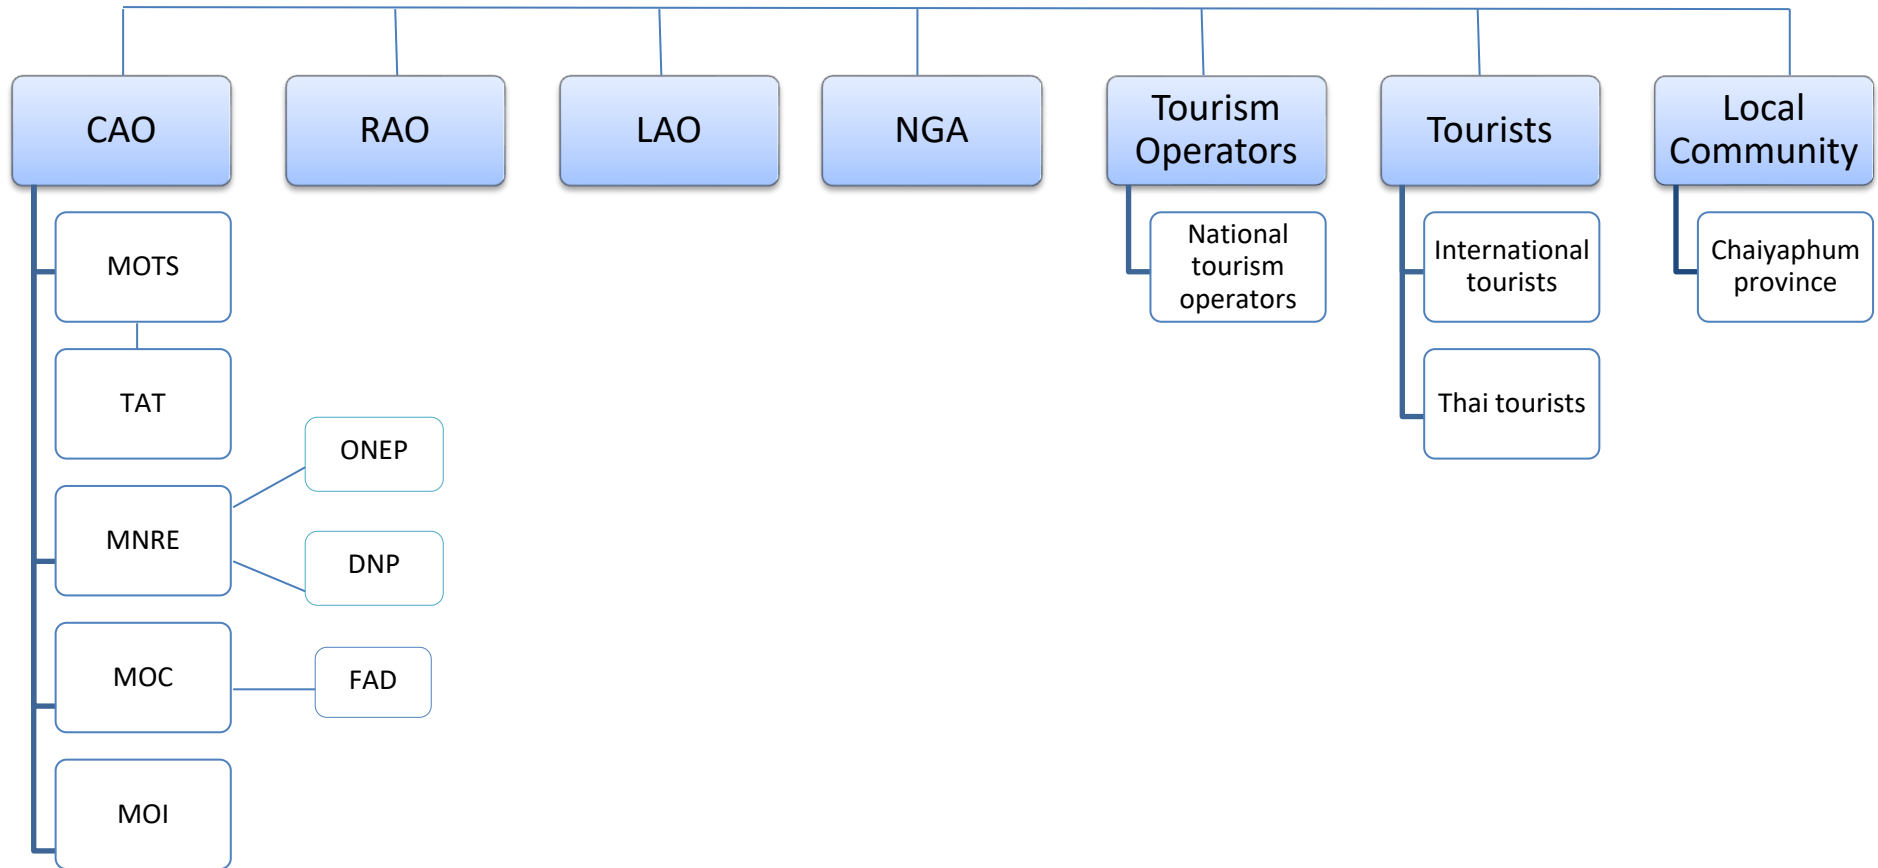 CAO
RAO
LAO
NGA
Tourism
Operators
Tourists
Local
Community
MOTS
National
tourism
operators
International
tourists
Chaiyaphum
province
TAT
Thai tourists
ONEP
MNRE
DNP
MOC
FAD
MOI